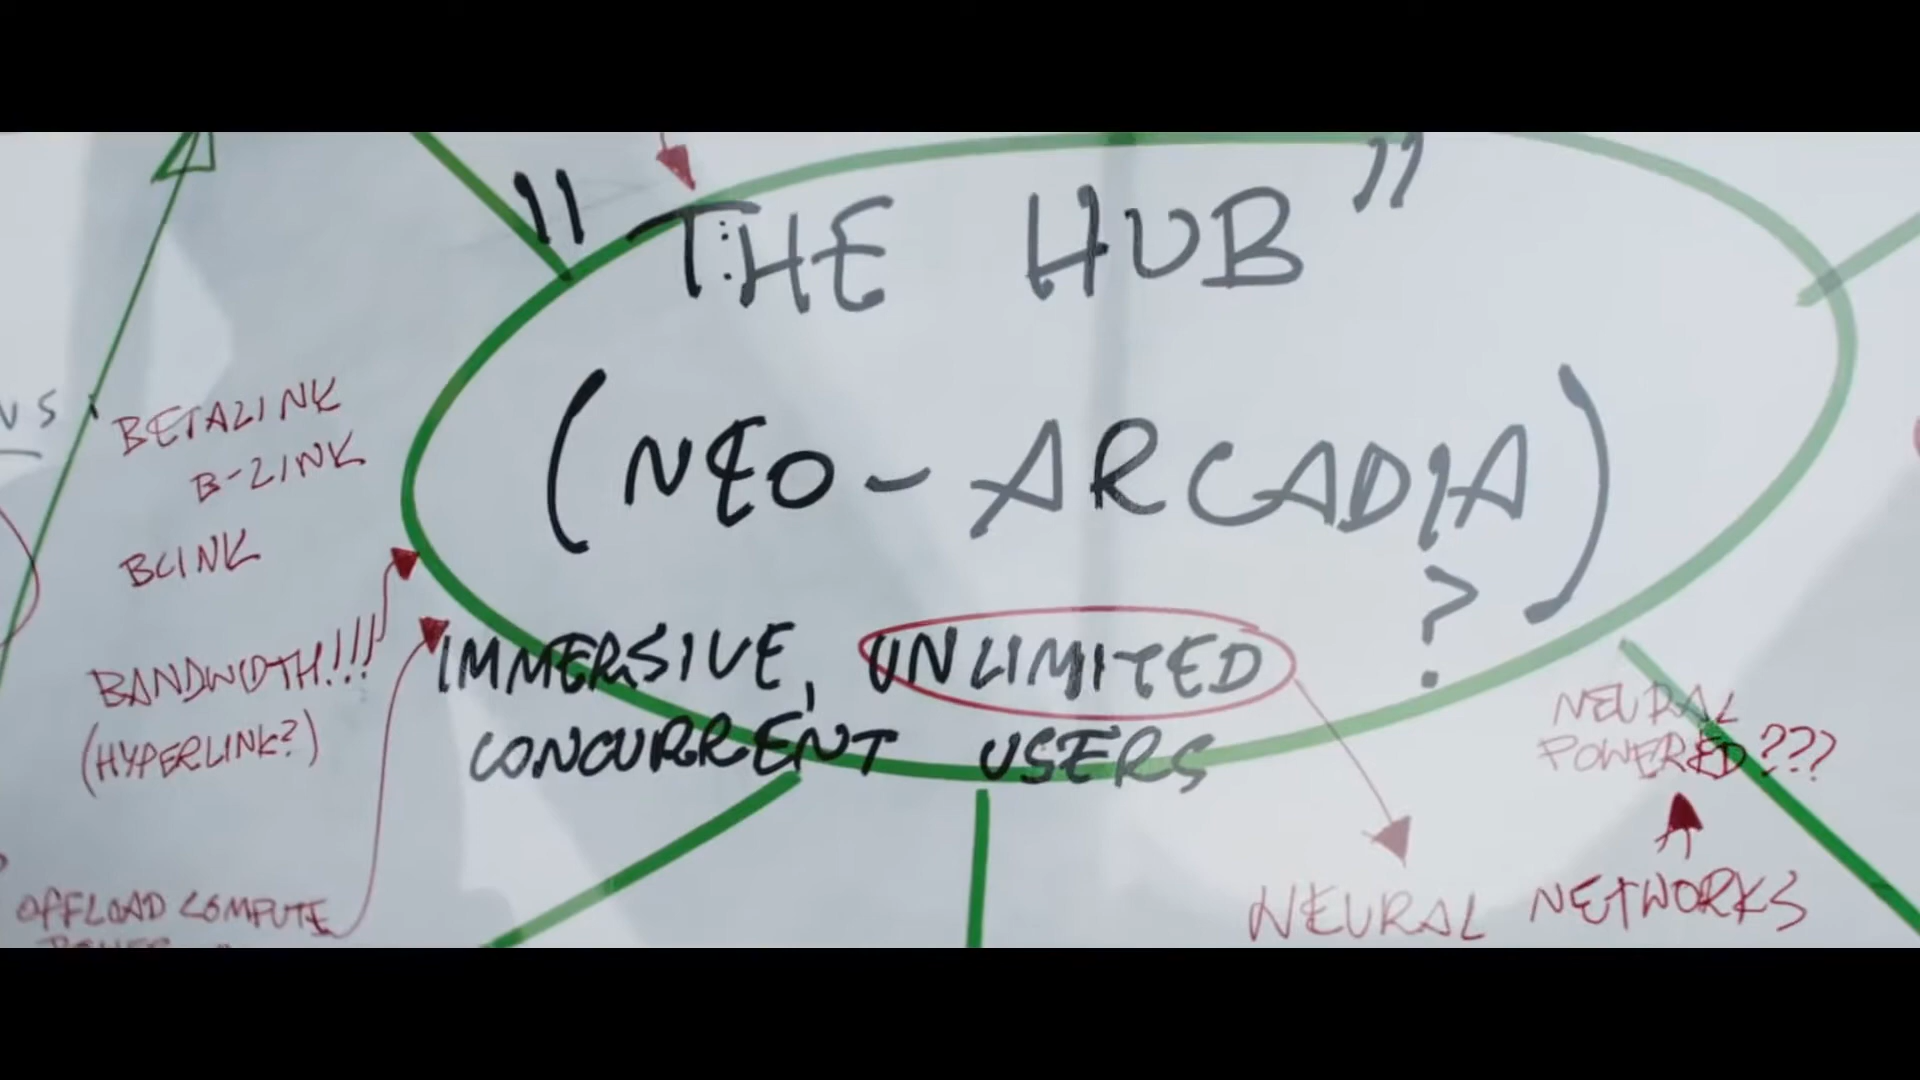 "THE HUB"
(NEO-ARCADIA)
?
IMMERSIVE, UNLIMITED
CONCURRENT USERS
BETALINK
B-LINK
BLINK
BANDWIDTH!!!
(HYPERLINK?)
OFFLOAD COMPUTE
NEURAL
POWERED???
NEURAL NETWORKS